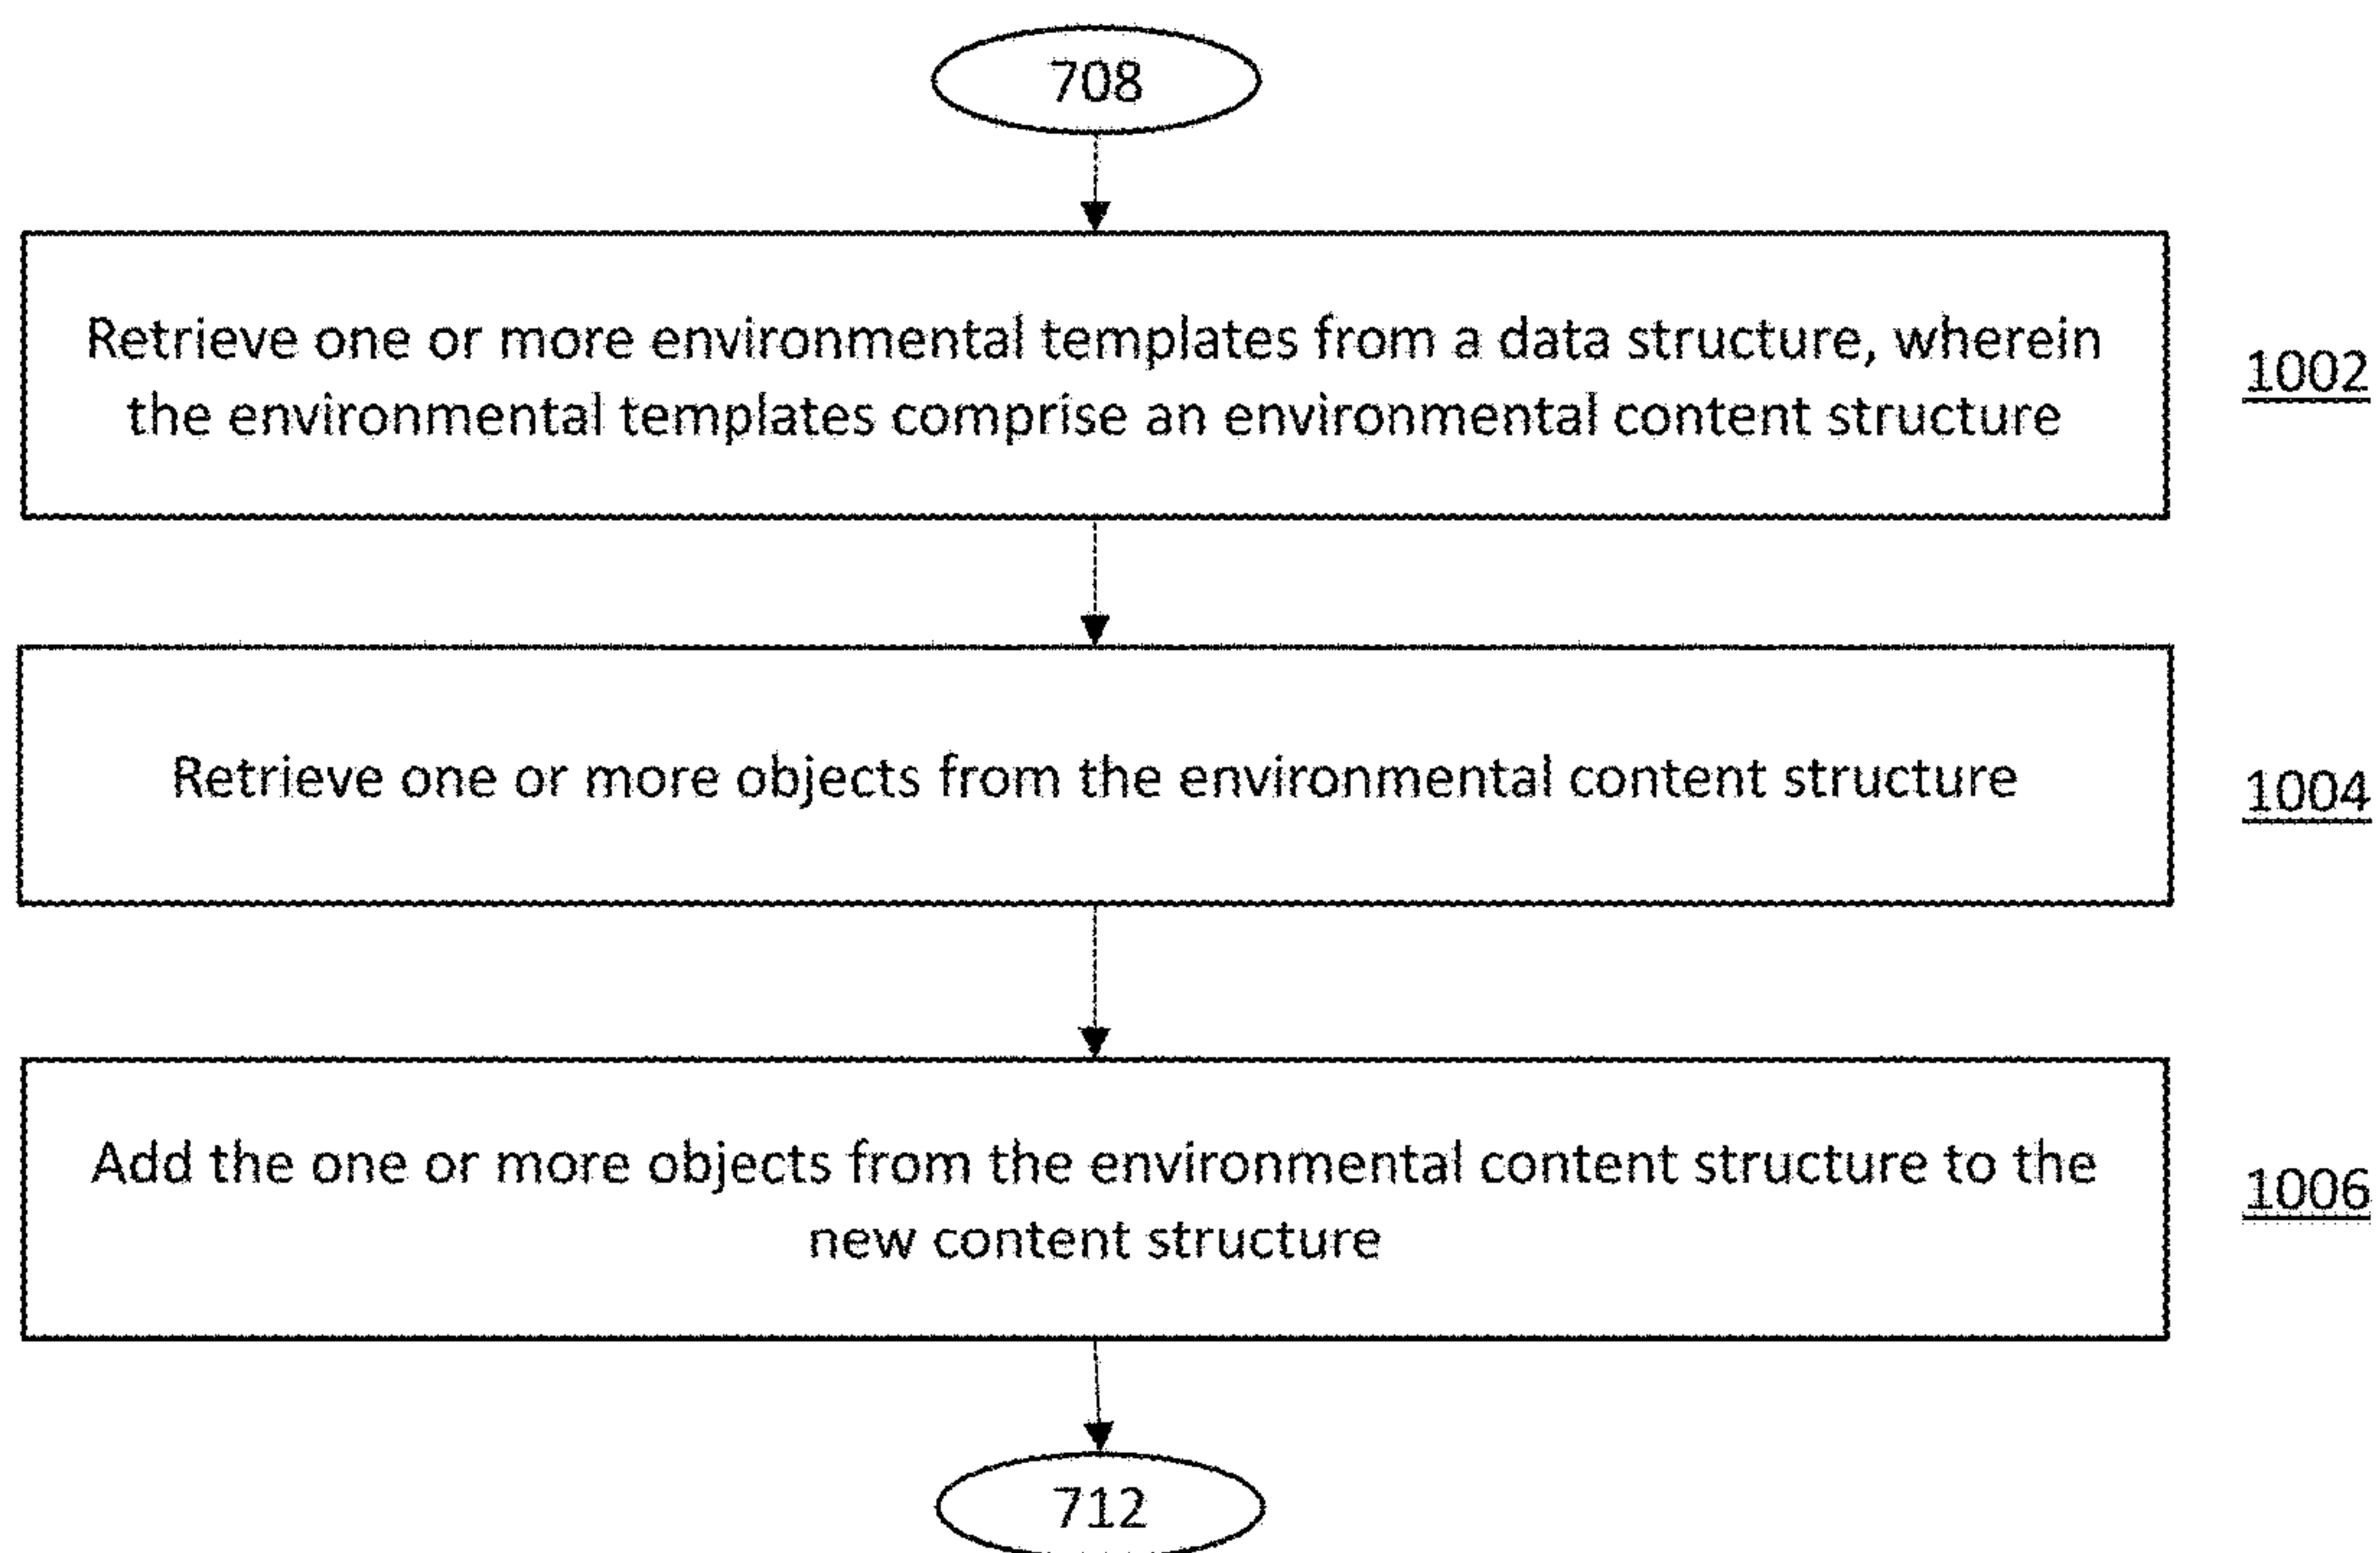 708
Retrieve one or more environmental templates from a data structure, wherein
the environmental templates comprise an environmental content structure
1002
Retrieve one or more objects from the environmental content structure
1004
Add the one or more objects from the environmental content structure to the
new content structure
1006
712